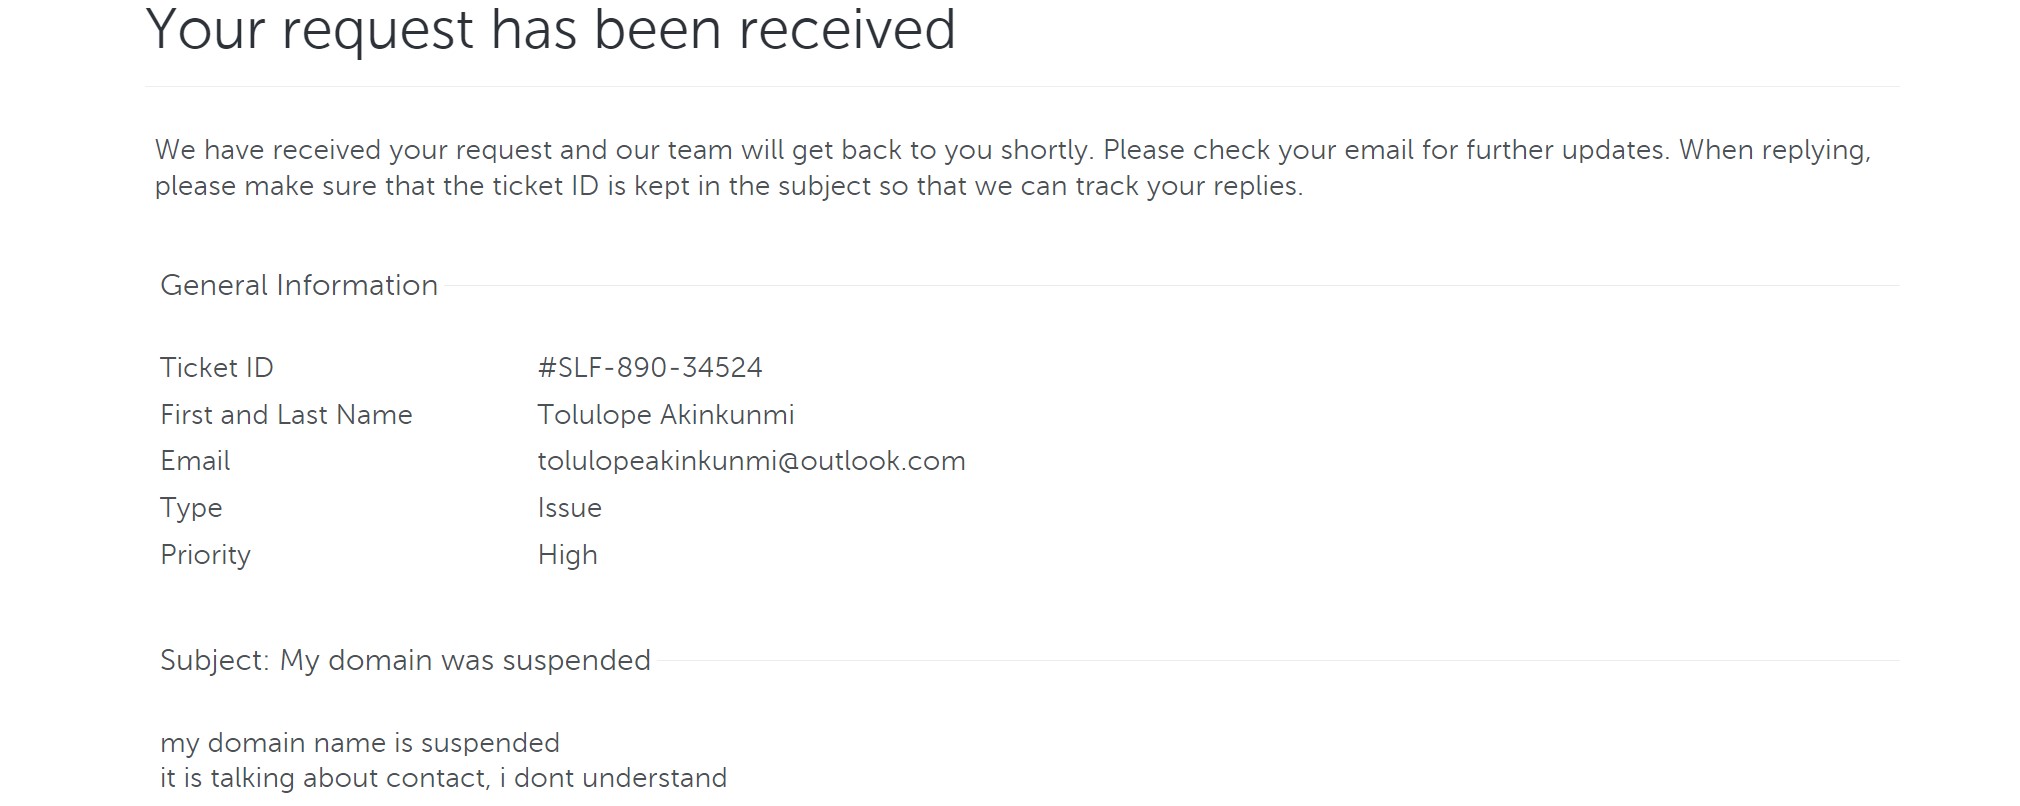 Your request has been received
We have received your request and our team will get back to you shortly. Please check your email for further updates. When replying,
please make sure that the ticket ID is kept in the subject so that we can track your replies.
General Information
Ticket ID #SLF-890-34524
First and Last Name Tolulope Akinkunmi
Email tolulopeakinkunmi@outlook.com
Type Issue
Priority High
Subject: My domain was suspended
my domain name is suspended
it is talking about contact, i dont understand